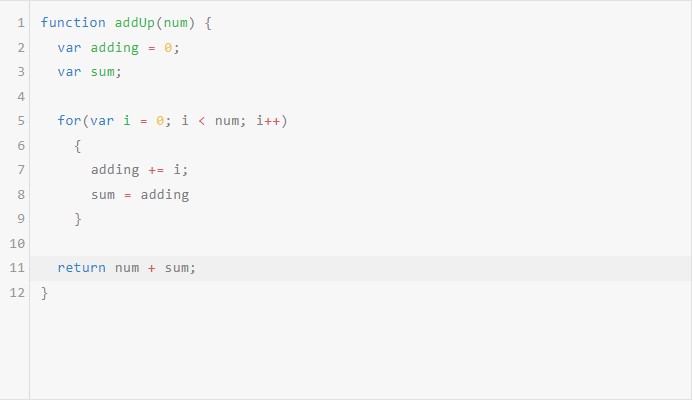 1 function addUp(num) {
2   var adding = 0;
3   var sum;
4
5   for(var i = 0; i < num; i++)
6     {
7       adding += i;
8       sum = adding
9     }
10
11   return num + sum;
12 }